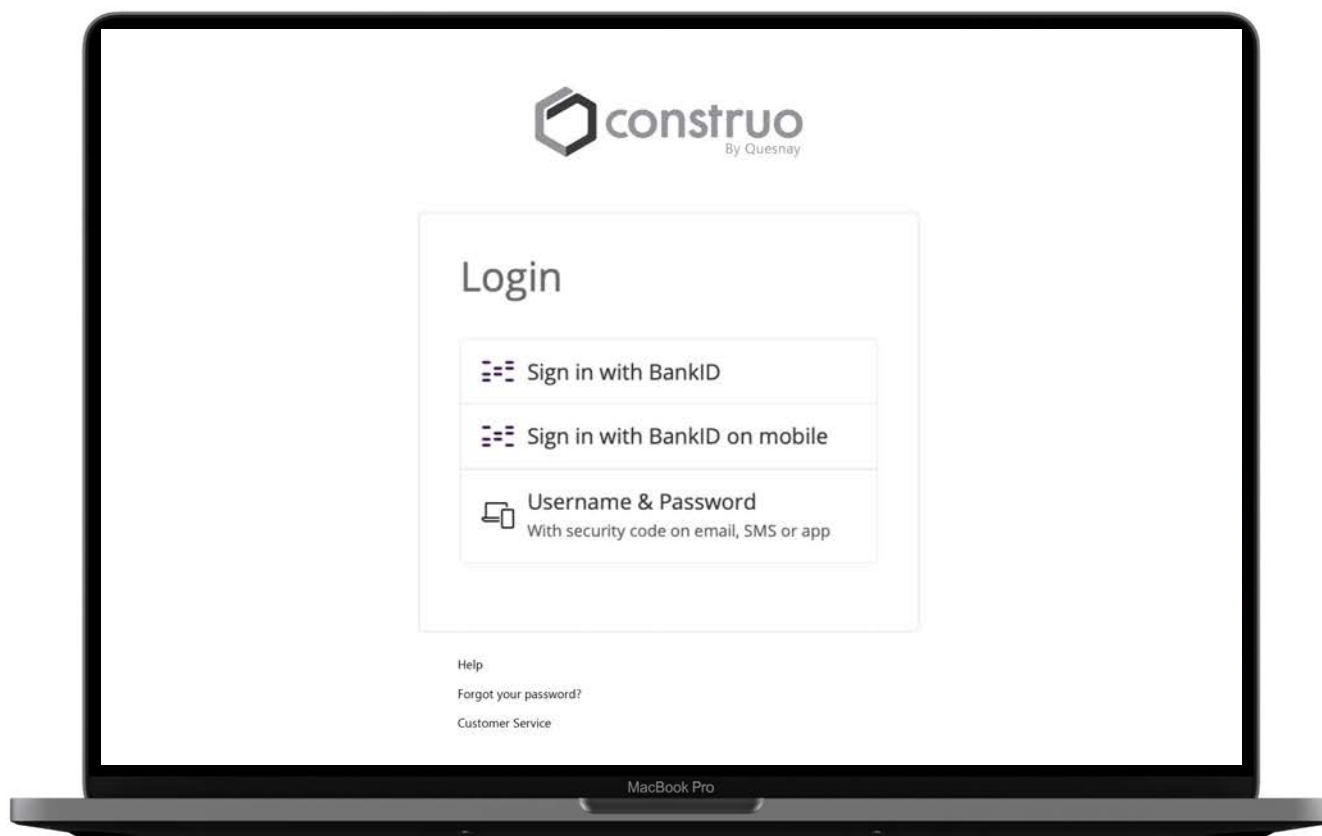 construo
By Quesnay
Login
Sign in with BankID
Sign in with BankID on mobile
Username & Password
With security code on email, SMS or app
Help
Forgot your password?
Customer Service
MacBook Pro